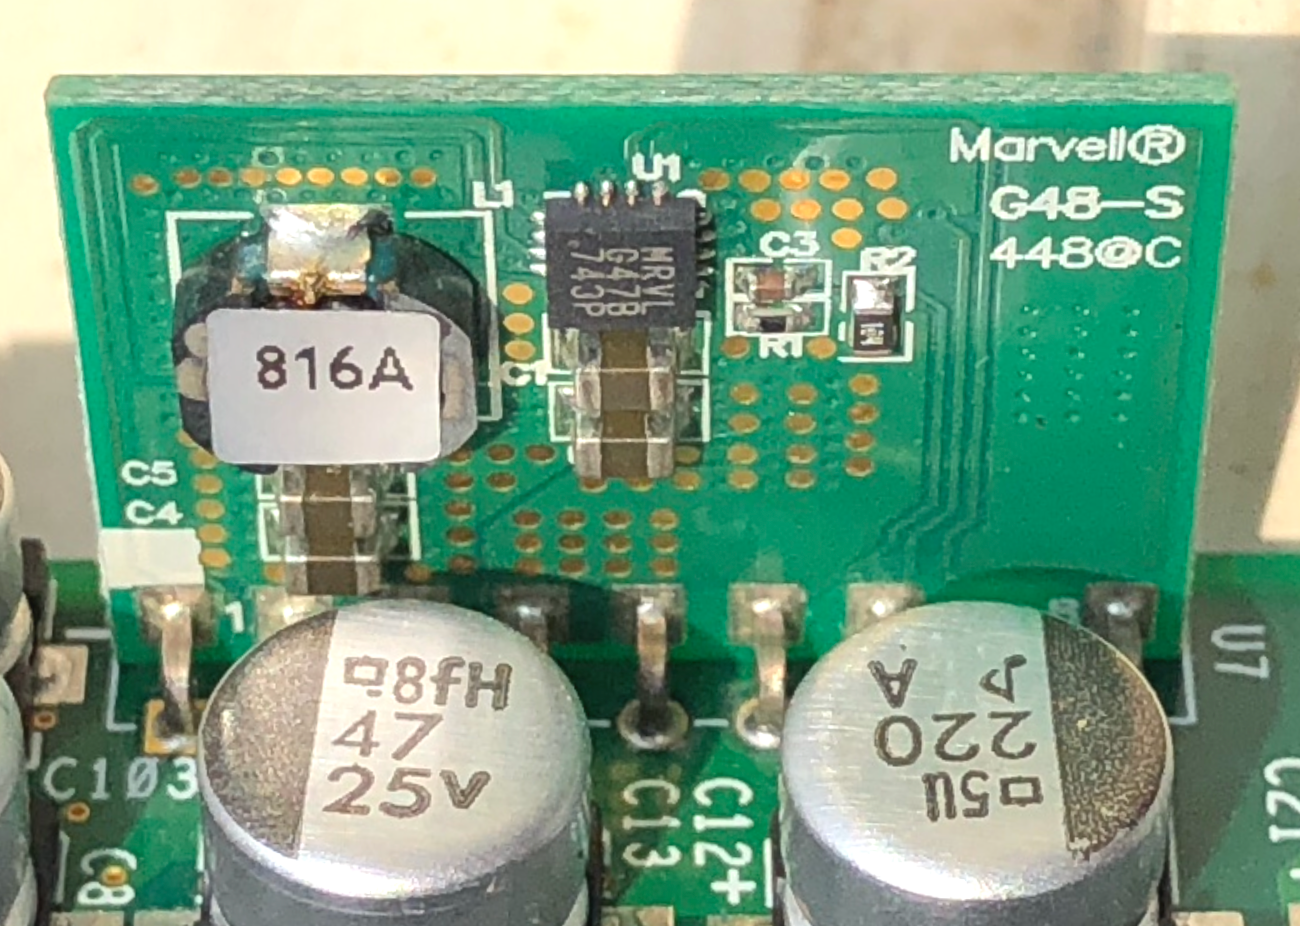 Marvell®
G48-S
448@C
U1
L1
MRVL
G47B
743P
C3
R2
R1
C1
816A
C5
C4
1
8
U7
8fH
47
25V
220
5U
C103
C13
C12+
C8